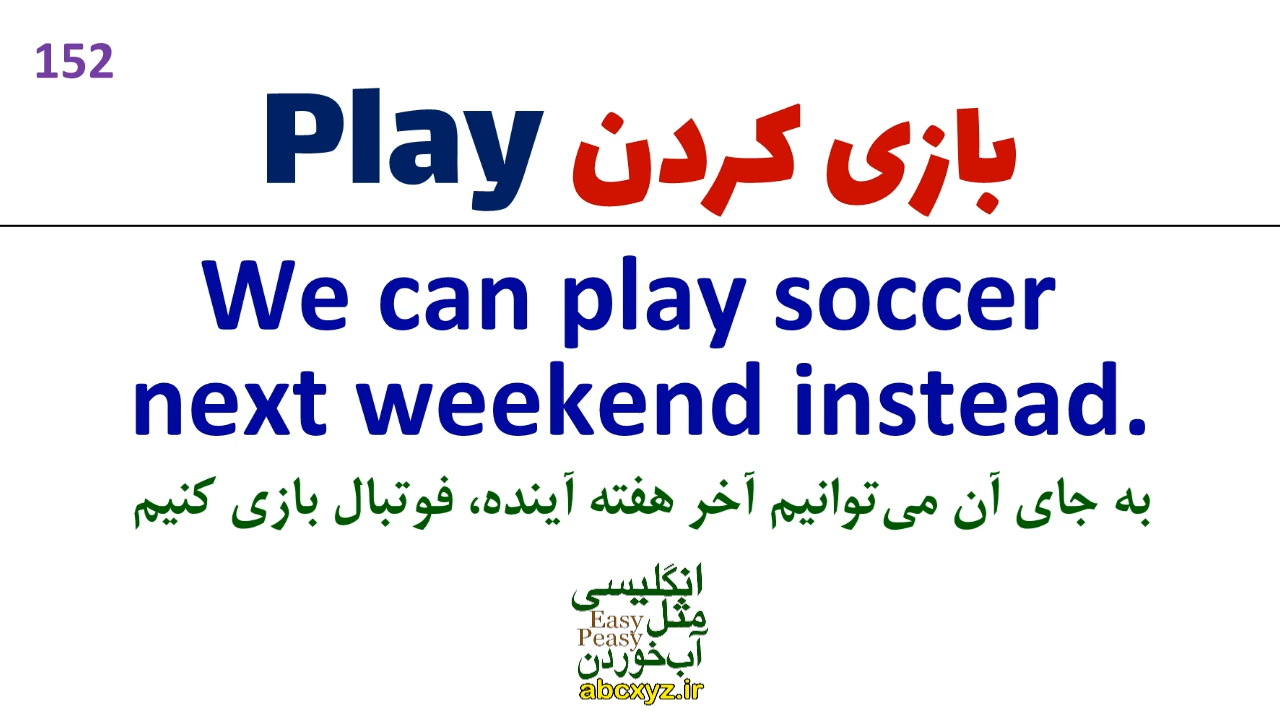 152
Play بازی کردن
We can play soccer
next weekend instead.
به جای آن می‌توانیم آخر هفته آینده، فوتبال بازی کنیم
انگلیسی
مثل
Easy
Peasy
آب‌خوردن
abcxyz.ir